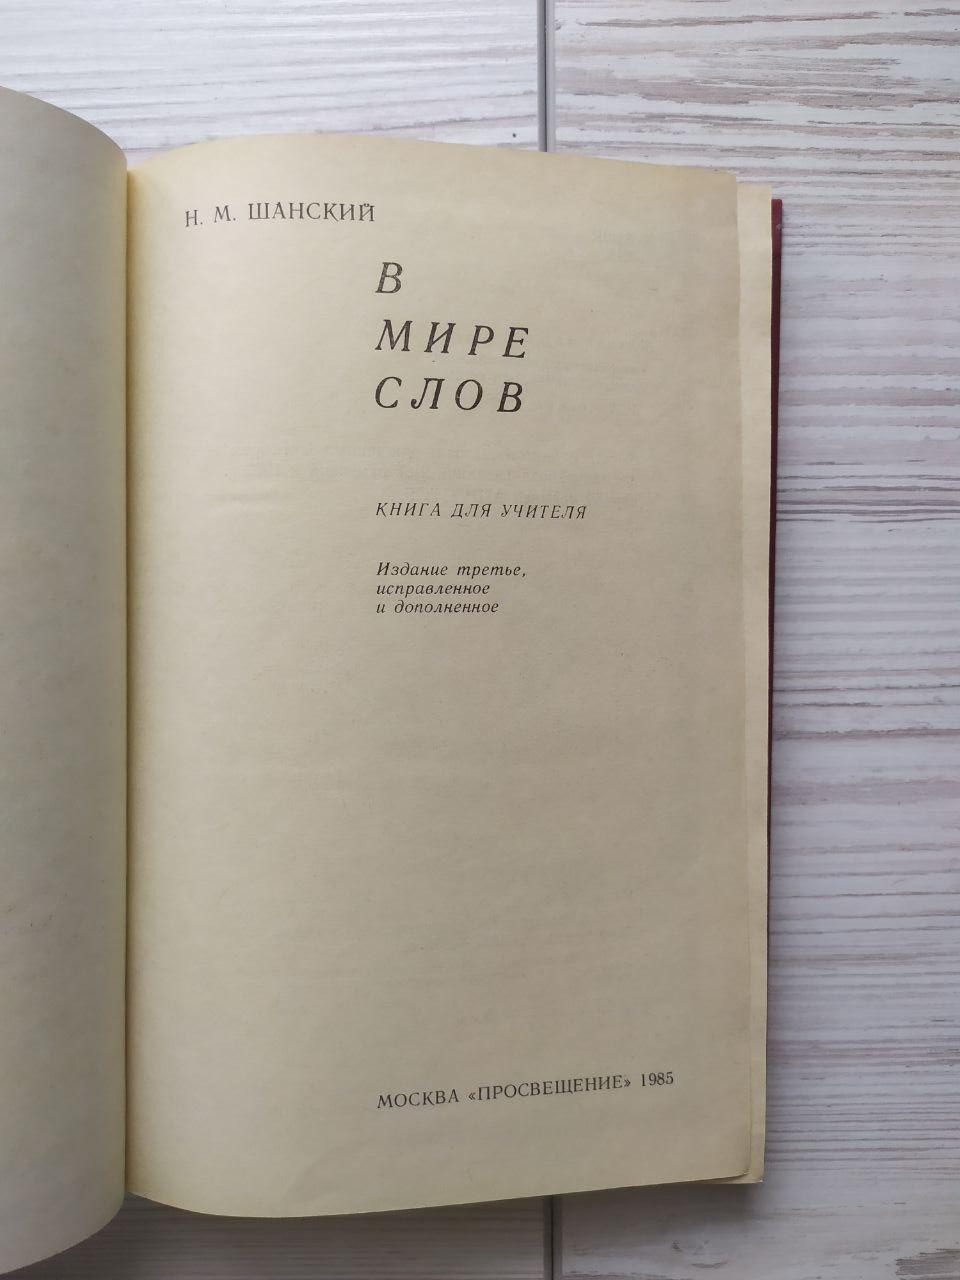 Н. М. ШАНСКИЙ
В
МИРЕ
СЛОВ
КНИГА ДЛЯ УЧИТЕЛЯ
Издание третье,
исправленное
и дополненное
МОСКВА «ПРОСВЕЩЕНИЕ» 1985